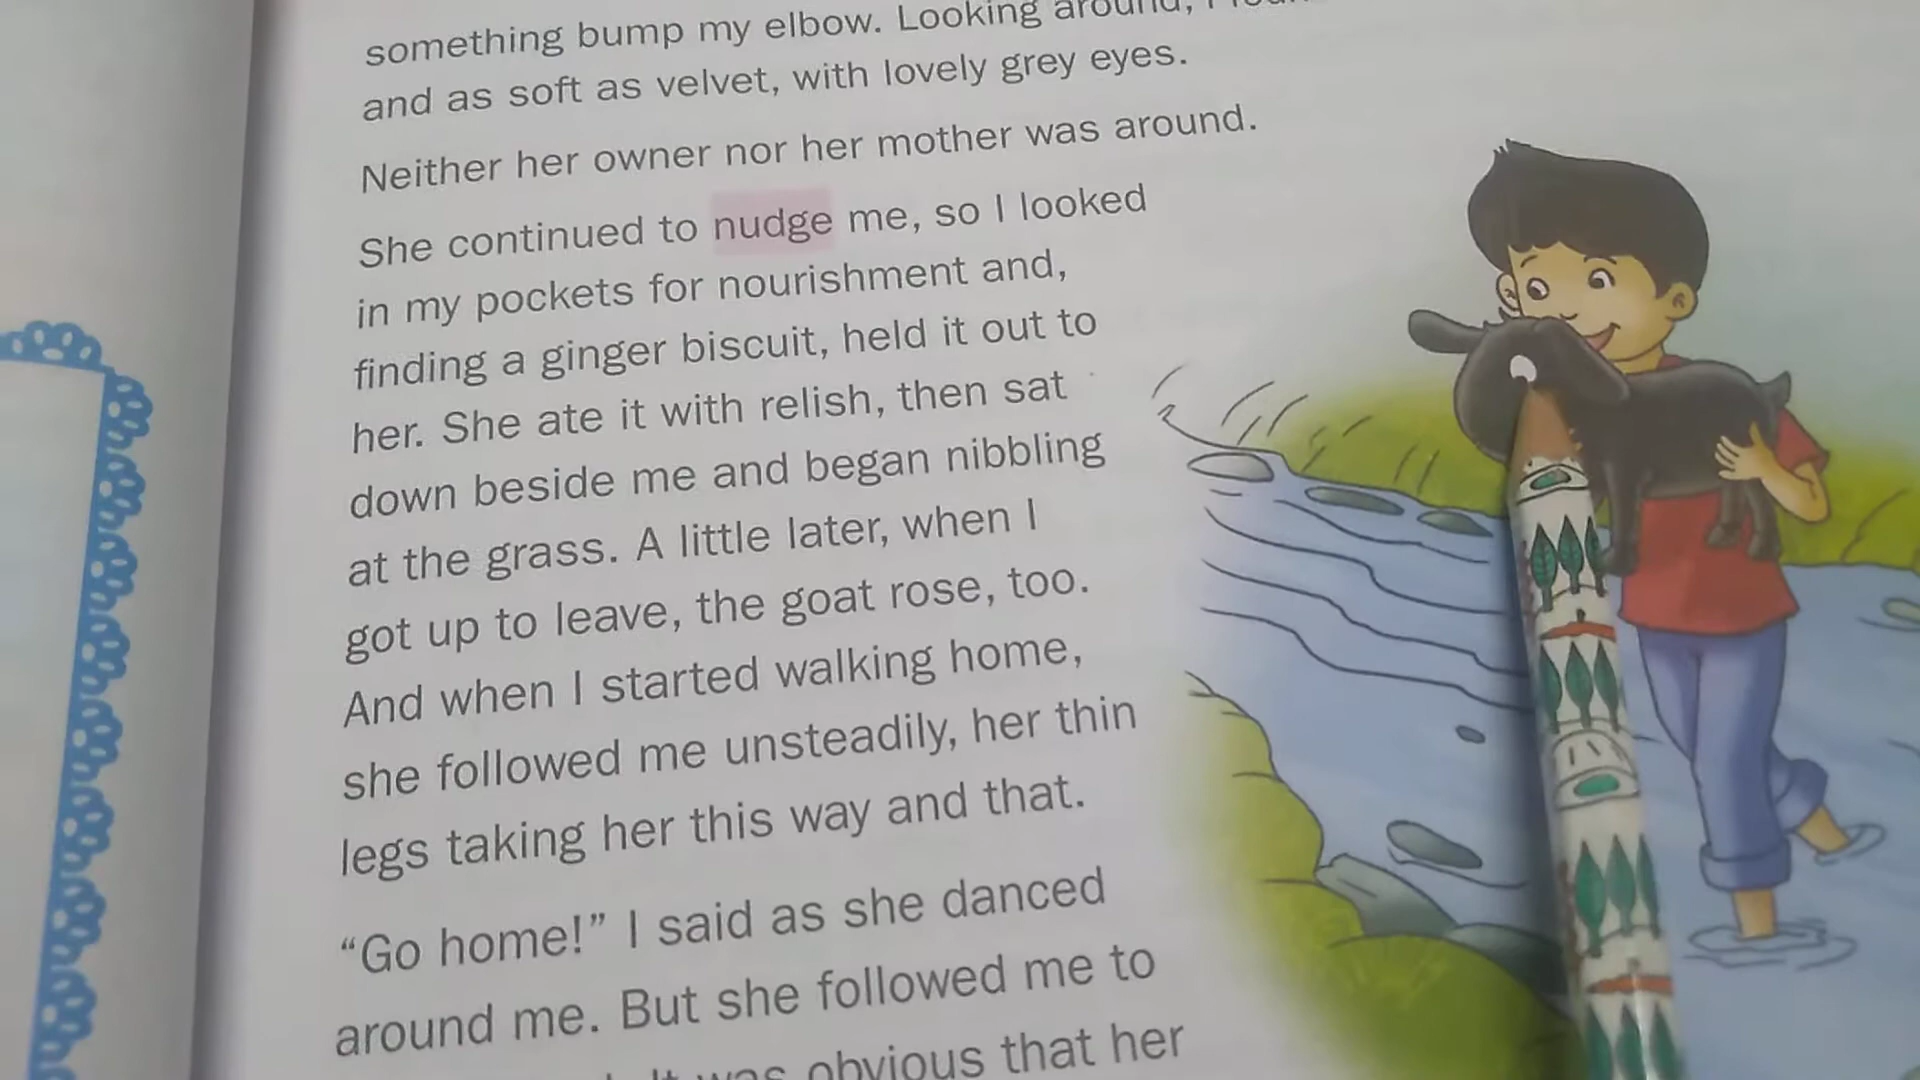 something bump my elbow. Looking around, I
and as soft as velvet, with lovely grey eyes.
Neither her owner nor her mother was around.
She continued to nudge me, so I looked
in my pockets for nourishment and,
finding a ginger biscuit, held it out to
her. She ate it with relish, then sat
down beside me and began nibbling
at the grass. A little later, when I
got up to leave, the goat rose, too.
And when I started walking home,
she followed me unsteadily, her thin
legs taking her this way and that.
“Go home!” I said as she danced
around me. But she followed me to
It was obvious that her